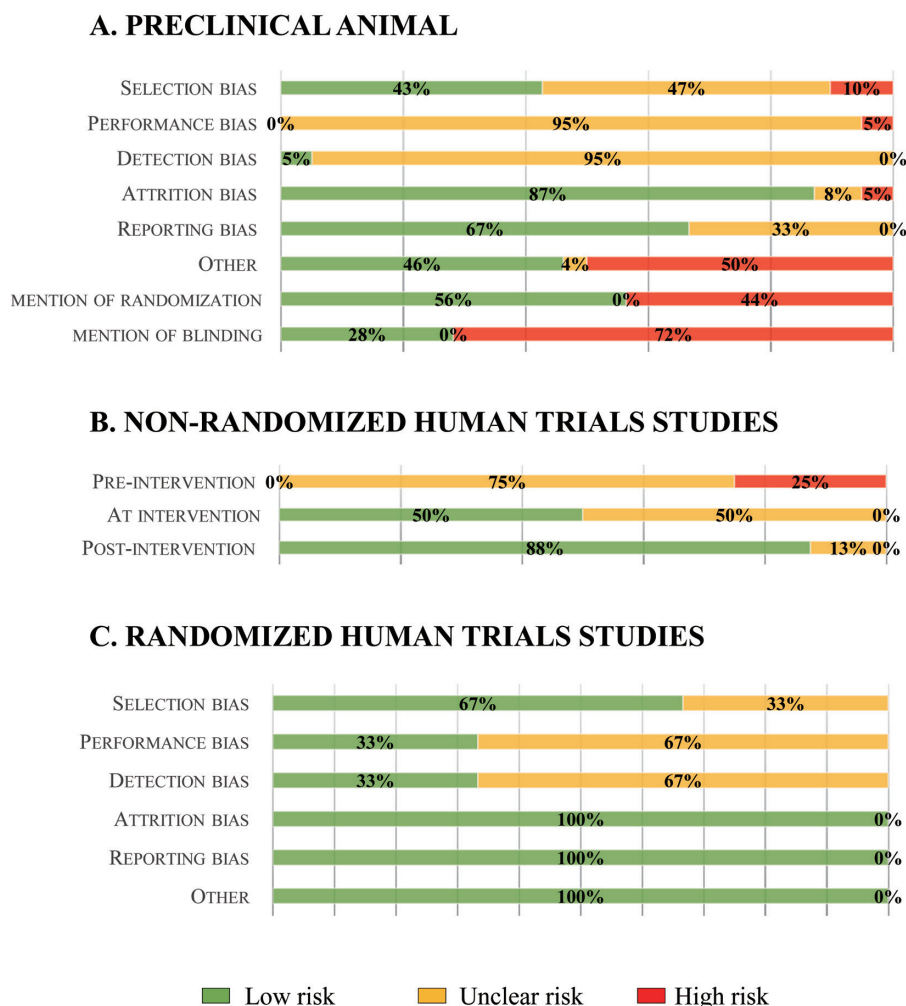 A. PRECLINICAL ANIMAL
SELECTION BIAS 43% 47% 10%
PERFORMANCE BIAS 0% 95% 5%
DETECTION BIAS 5% 95% 0%
ATTRITION BIAS 87% 8% 5%
REPORTING BIAS 67% 33% 0%
OTHER 46% 4% 50%
MENTION OF RANDOMIZATION 56% 0% 44%
MENTION OF BLINDING 28% 0% 72%
B. NON-RANDOMIZED HUMAN TRIALS STUDIES
PRE-INTERVENTION 0% 75% 25%
AT INTERVENTION 50% 50% 0%
POST-INTERVENTION 88% 13% 0%
C. RANDOMIZED HUMAN TRIALS STUDIES
SELECTION BIAS 67% 33%
PERFORMANCE BIAS 33% 67%
DETECTION BIAS 33% 67%
ATTRITION BIAS 100% 0%
REPORTING BIAS 100% 0%
OTHER 100% 0%
Low risk Unclear risk High risk